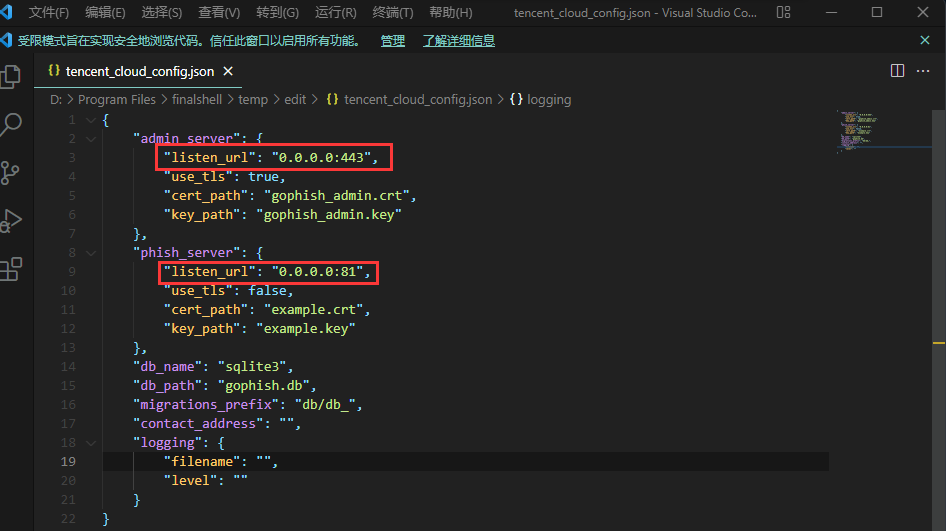 文件(F) 编辑(E) 选择(S) 查看(V) 转到(G) 运行(R) 终端(T) 帮助(H) tencent_cloud_config.json - Visual Studio Co...
受限模式旨在实现安全地浏览代码。信任此窗口以启用所有功能。 管理 了解详细信息
{} tencent_cloud_config.json
D: > Program Files > finalshell > temp > edit > {} tencent_cloud_config.json > {} logging
1 {
2 "admin_server": {
3 "listen_url": "0.0.0.0:443",
4 "use_tls": true,
5 "cert_path": "gophish_admin.crt",
6 "key_path": "gophish_admin.key"
7 },
8 "phish_server": {
9 "listen_url": "0.0.0.0:81",
10 "use_tls": false,
11 "cert_path": "example.crt",
12 "key_path": "example.key"
13 },
14 "db_name": "sqlite3",
15 "db_path": "gophish.db",
16 "migrations_prefix": "db/db_",
17 "contact_address": "",
18 "logging": {
19 "filename": "",
20 "level": ""
21 }
22 }